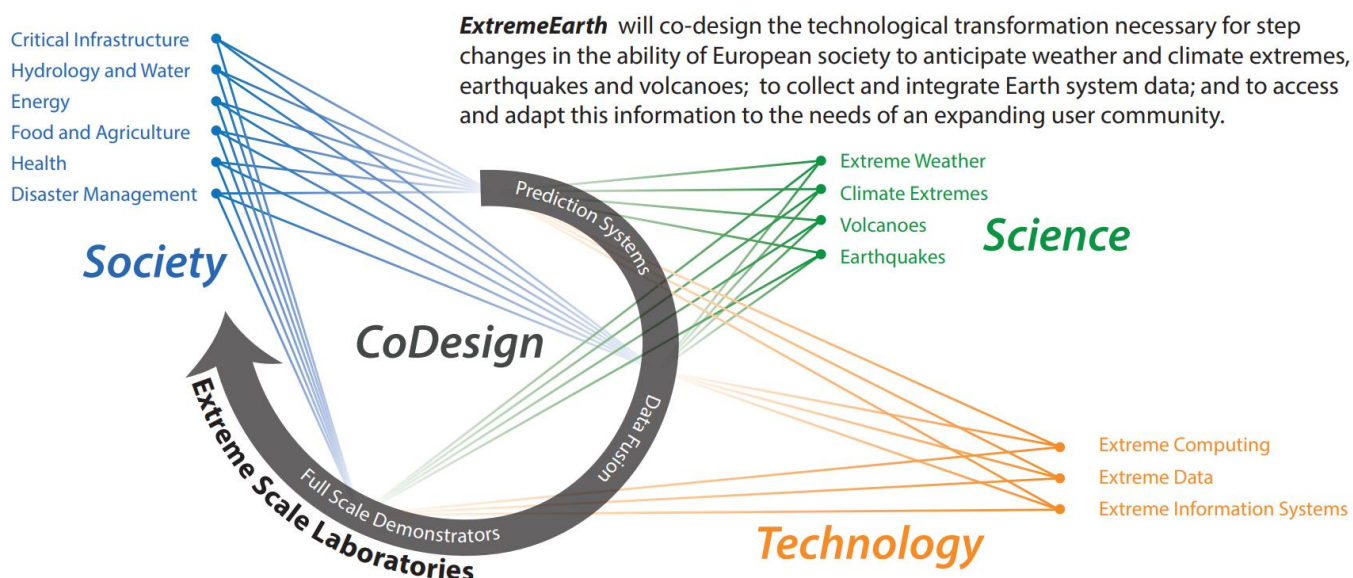 ExtremeEarth will co-design the technological transformation necessary for step
changes in the ability of European society to anticipate weather and climate extremes,
earthquakes and volcanoes; to collect and integrate Earth system data; and to access
and adapt this information to the needs of an expanding user community.
Critical Infrastructure
Hydrology and Water
Energy
Food and Agriculture
Health
Disaster Management
Society
Extreme Weather
Climate Extremes
Volcanoes
Earthquakes
Science
CoDesign
Prediction Systems
Data Fusion
Full Scale Demonstrators
Extreme Scale Laboratories
Extreme Computing
Extreme Data
Extreme Information Systems
Technology